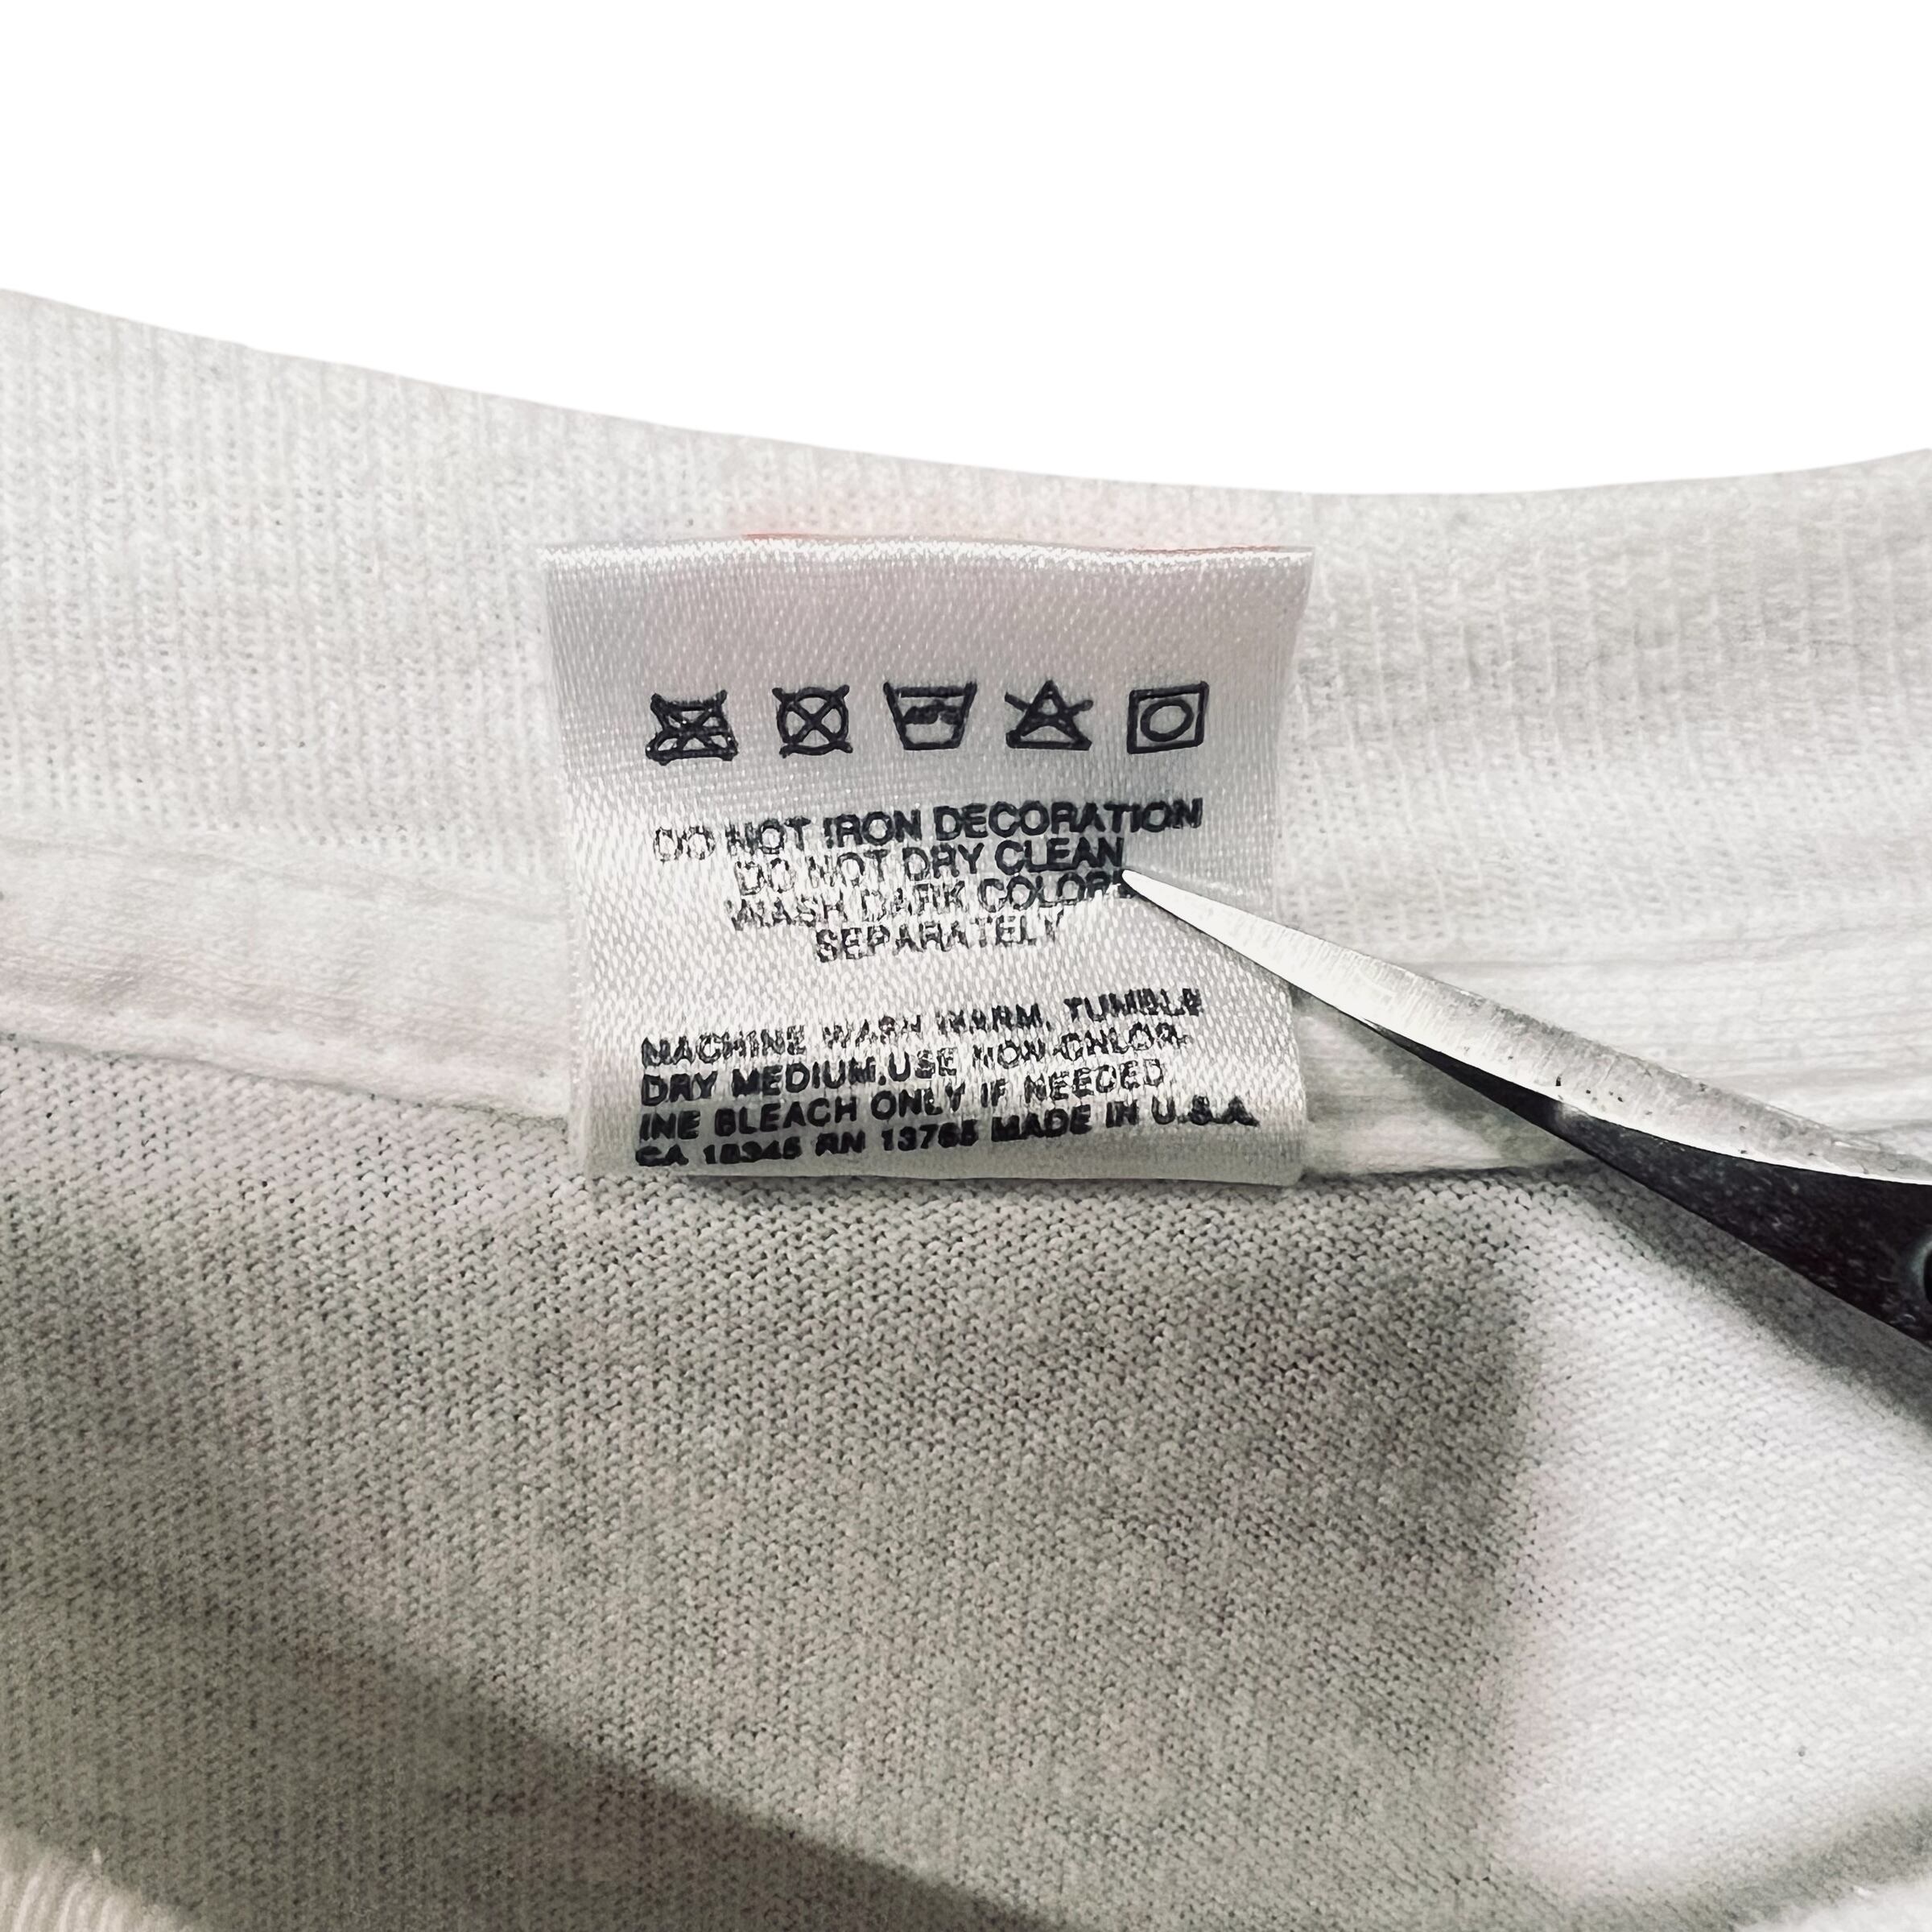 DO NOT IRON DECORATION
DO NOT DRY CLEAN
WASH DARK COLORS
SEPARATELY
MACHINE WASH WARM, TUMBLE
DRY MEDIUM.USE NON-CHLOR-
INE BLEACH ONLY IF NEEDED
CA RN 13765 MADE IN U.S.A.